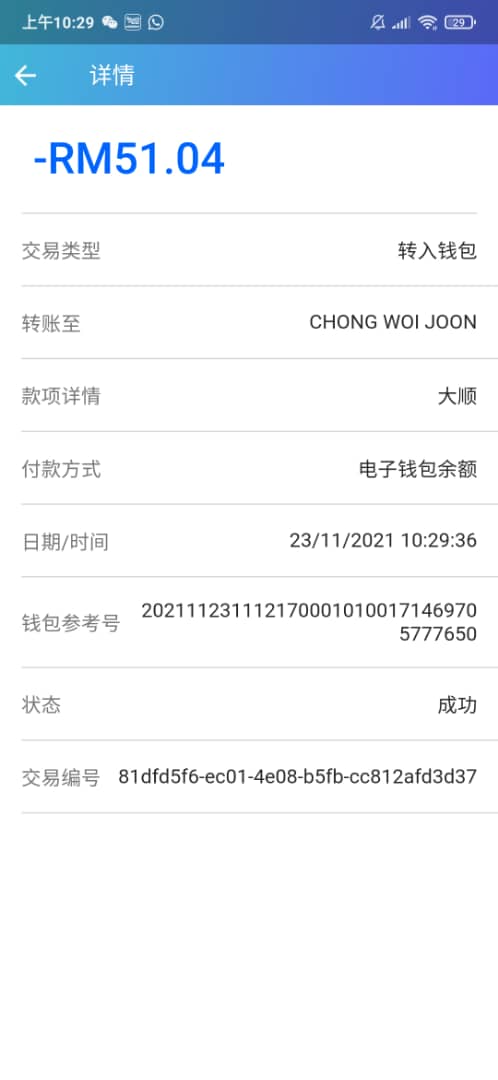 上午10:29
29
详情
-RM51.04
交易类型 转入钱包
转账至 CHONG WOI JOON
款项详情 大顺
付款方式 电子钱包余额
日期/时间 23/11/2021 10:29:36
钱包参考号 202111231112170001010017146970
5777650
状态 成功
交易编号 81dfd5f6-ec01-4e08-b5fb-cc812afd3d37